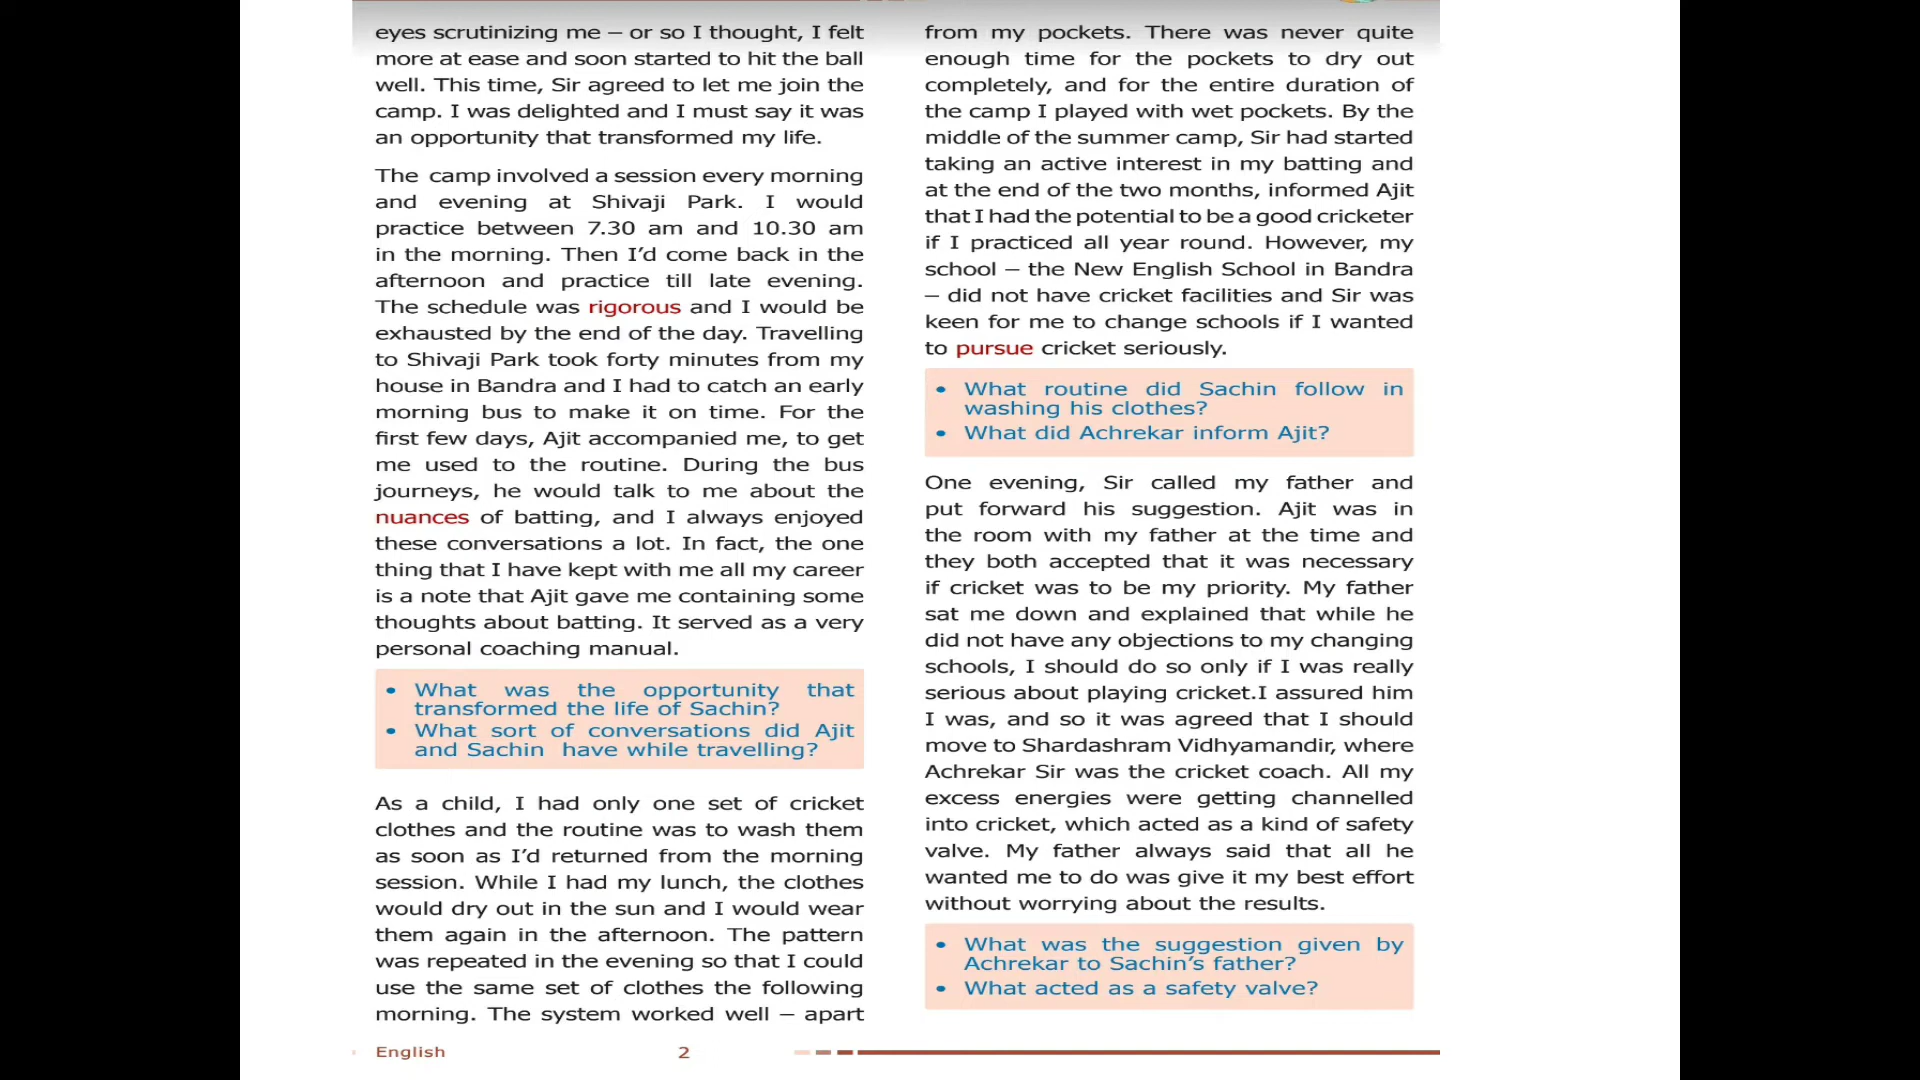 eyes scrutinizing me – or so I thought, I felt
more at ease and soon started to hit the ball
well. This time, Sir agreed to let me join the
camp. I was delighted and I must say it was
an opportunity that transformed my life.
The camp involved a session every morning
and evening at Shivaji Park. I would
practice between 7.30 am and 10.30 am
in the morning. Then I’d come back in the
afternoon and practice till late evening.
The schedule was rigorous and I would be
exhausted by the end of the day. Travelling
to Shivaji Park took forty minutes from my
house in Bandra and I had to catch an early
morning bus to make it on time. For the
first few days, Ajit accompanied me, to get
me used to the routine. During the bus
journeys, he would talk to me about the
nuances of batting, and I always enjoyed
these conversations a lot. In fact, the one
thing that I have kept with me all my career
is a note that Ajit gave me containing some
thoughts about batting. It served as a very
personal coaching manual.
• What was the opportunity that
transformed the life of Sachin?
• What sort of conversations did Ajit
and Sachin have while travelling?
As a child, I had only one set of cricket
clothes and the routine was to wash them
as soon as I’d returned from the morning
session. While I had my lunch, the clothes
would dry out in the sun and I would wear
them again in the afternoon. The pattern
was repeated in the evening so that I could
use the same set of clothes the following
morning. The system worked well – apart
from my pockets. There was never quite
enough time for the pockets to dry out
completely, and for the entire duration of
the camp I played with wet pockets. By the
middle of the summer camp, Sir had started
taking an active interest in my batting and
at the end of the two months, informed Ajit
that I had the potential to be a good cricketer
if I practiced all year round. However, my
school – the New English School in Bandra
– did not have cricket facilities and Sir was
keen for me to change schools if I wanted
to pursue cricket seriously.
• What routine did Sachin follow in
washing his clothes?
• What did Achrekar inform Ajit?
One evening, Sir called my father and
put forward his suggestion. Ajit was in
the room with my father at the time and
they both accepted that it was necessary
if cricket was to be my priority. My father
sat me down and explained that while he
did not have any objections to my changing
schools, I should do so only if I was really
serious about playing cricket.I assured him
I was, and so it was agreed that I should
move to Shardashram Vidhyamandir, where
Achrekar Sir was the cricket coach. All my
excess energies were getting channelled
into cricket, which acted as a kind of safety
valve. My father always said that all he
wanted me to do was give it my best effort
without worrying about the results.
• What was the suggestion given by
Achrekar to Sachin’s father?
• What acted as a safety valve?
English 2